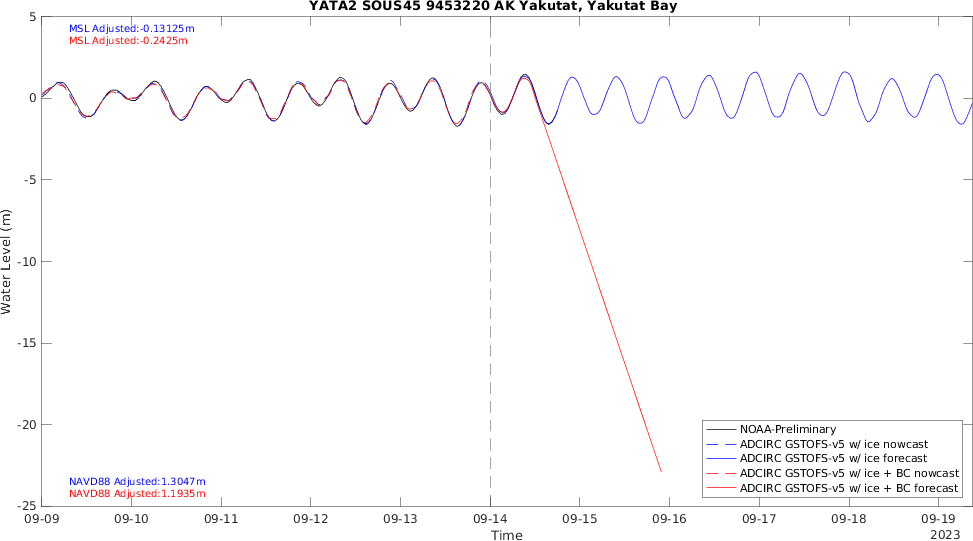 YATA2 SOUS45 9453220 AK Yakutat, Yakutat Bay
MSL Adjusted:-0.13125m
MSL Adjusted:-0.2425m
5
0
-5
-10
-15
-20
-25
Water Level (m)
NAVD88 Adjusted:1.3047m
NAVD88 Adjusted:1.1935m
NOAA-Preliminary
ADCIRC GSTOFS-v5 w/ ice nowcast
ADCIRC GSTOFS-v5 w/ ice forecast
ADCIRC GSTOFS-v5 w/ ice + BC nowcast
ADCIRC GSTOFS-v5 w/ ice + BC forecast
09-09 09-10 09-11 09-12 09-13 09-14 09-15 09-16 09-17 09-18 09-19
Time
2023